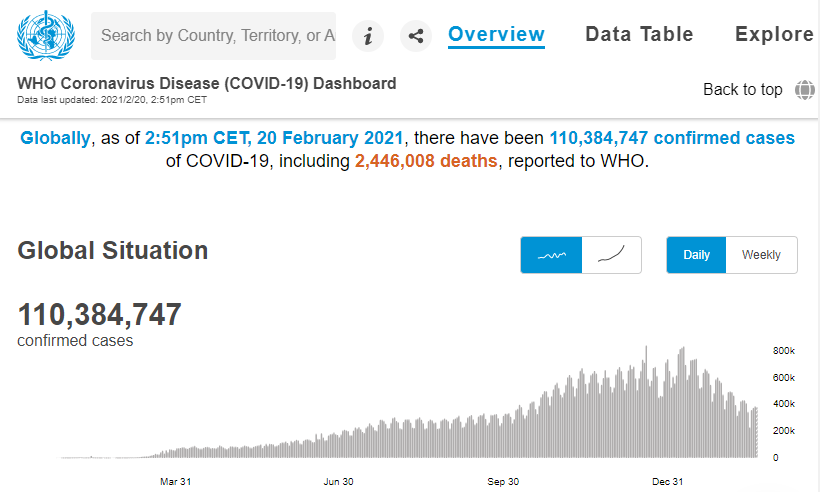 Search by Country, Territory, or A
i
Overview
Data Table
Explore
WHO Coronavirus Disease (COVID-19) Dashboard
Data last updated: 2021/2/20, 2:51pm CET
Back to top
Globally, as of 2:51pm CET, 20 February 2021, there have been 110,384,747 confirmed cases
of COVID-19, including 2,446,008 deaths, reported to WHO.
Global Situation
Daily
Weekly
110,384,747
confirmed cases
800k
600k
400k
200k
0
Mar 31
Jun 30
Sep 30
Dec 31